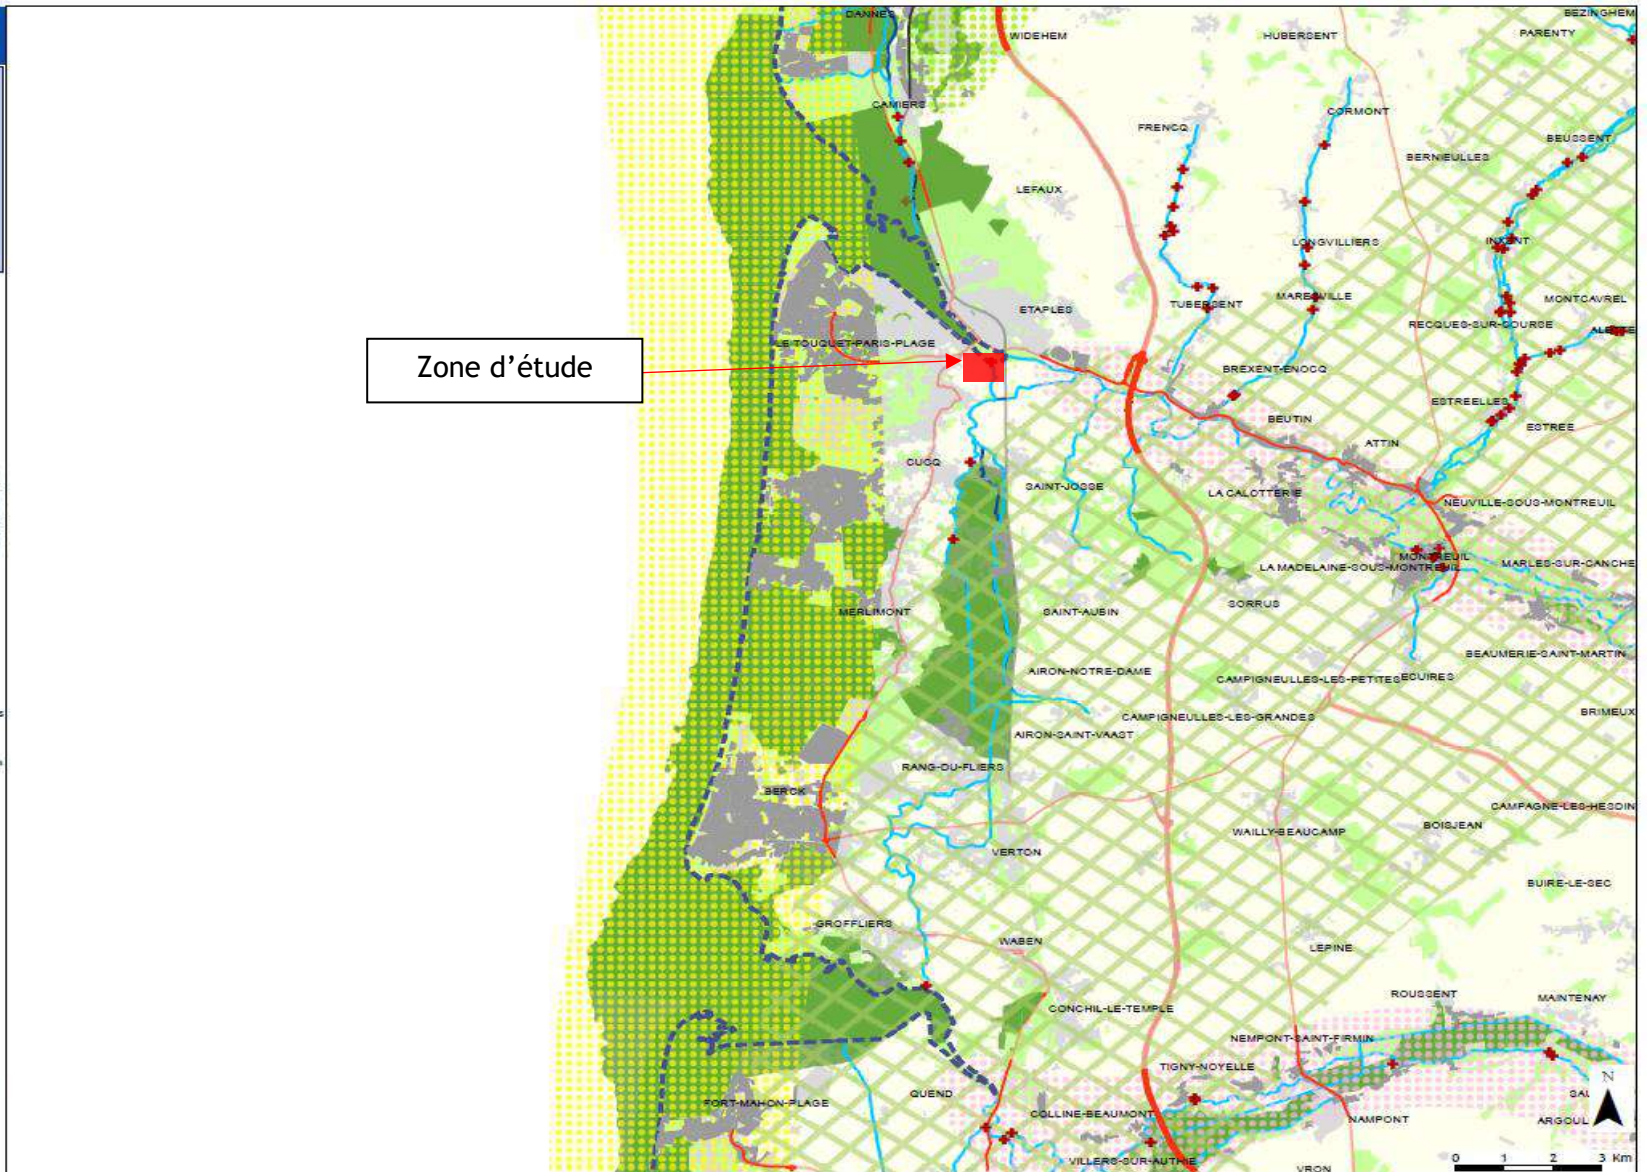 DANNES
BEZINGHEM
WIDEHEM
HUBERSENT
PARENTY
CAMIERS
CORMONT
FRENCQ
BEUSSENT
BERNIEULLES
LEFAUX
LONGVILLIERS
INXENT
ETAPLES
TUBERSENT
MARESVILLE
MONTCAVREL
RECQUES-SUR-COURSE
ALETTE
LE TOUQUET-PARIS-PLAGE
Zone d'étude
BREXENT-ENOCQ
ESTREELLES
BEUTIN
ESTREE
ATTIN
CUCQ
SAINT-JOSSE
LA CALOTTERIE
NEUVILLE-SOUS-MONTREUIL
MONTREUIL
LA MADELAINE-SOUS-MONTREUIL
MARLES-SUR-CANCHE
MERLIMONT
SAINT-AUBIN
SORRUS
BEAUMERIE-SAINT-MARTIN
AIRON-NOTRE-DAME
CAMPIGNEULLES-LES-PETITES
ECUIRES
CAMPIGNEULLES-LES-GRANDES
BRIMEUX
AIRON-SAINT-VAAST
RANG-DU-FLIERS
BERCK
CAMPAGNE-LES-HESDIN
WAILLY-BEAUCAMP
BOISJEAN
VERTON
BUIRE-LE-SEC
GROFFLIERS
WABEN
LEPINE
ROUSSENT
MAINTENAY
CONCHIL-LE-TEMPLE
NEMPONT-SAINT-FIRMIN
TIGNY-NOYELLE
N
SAU
QUEND
FORT-MAHON-PLAGE
COLLINE-BEAUMONT
NAMPONT
ARGOUL
VILLERS-SUR-AUTHIE
VRON
0 1 2 3 Km